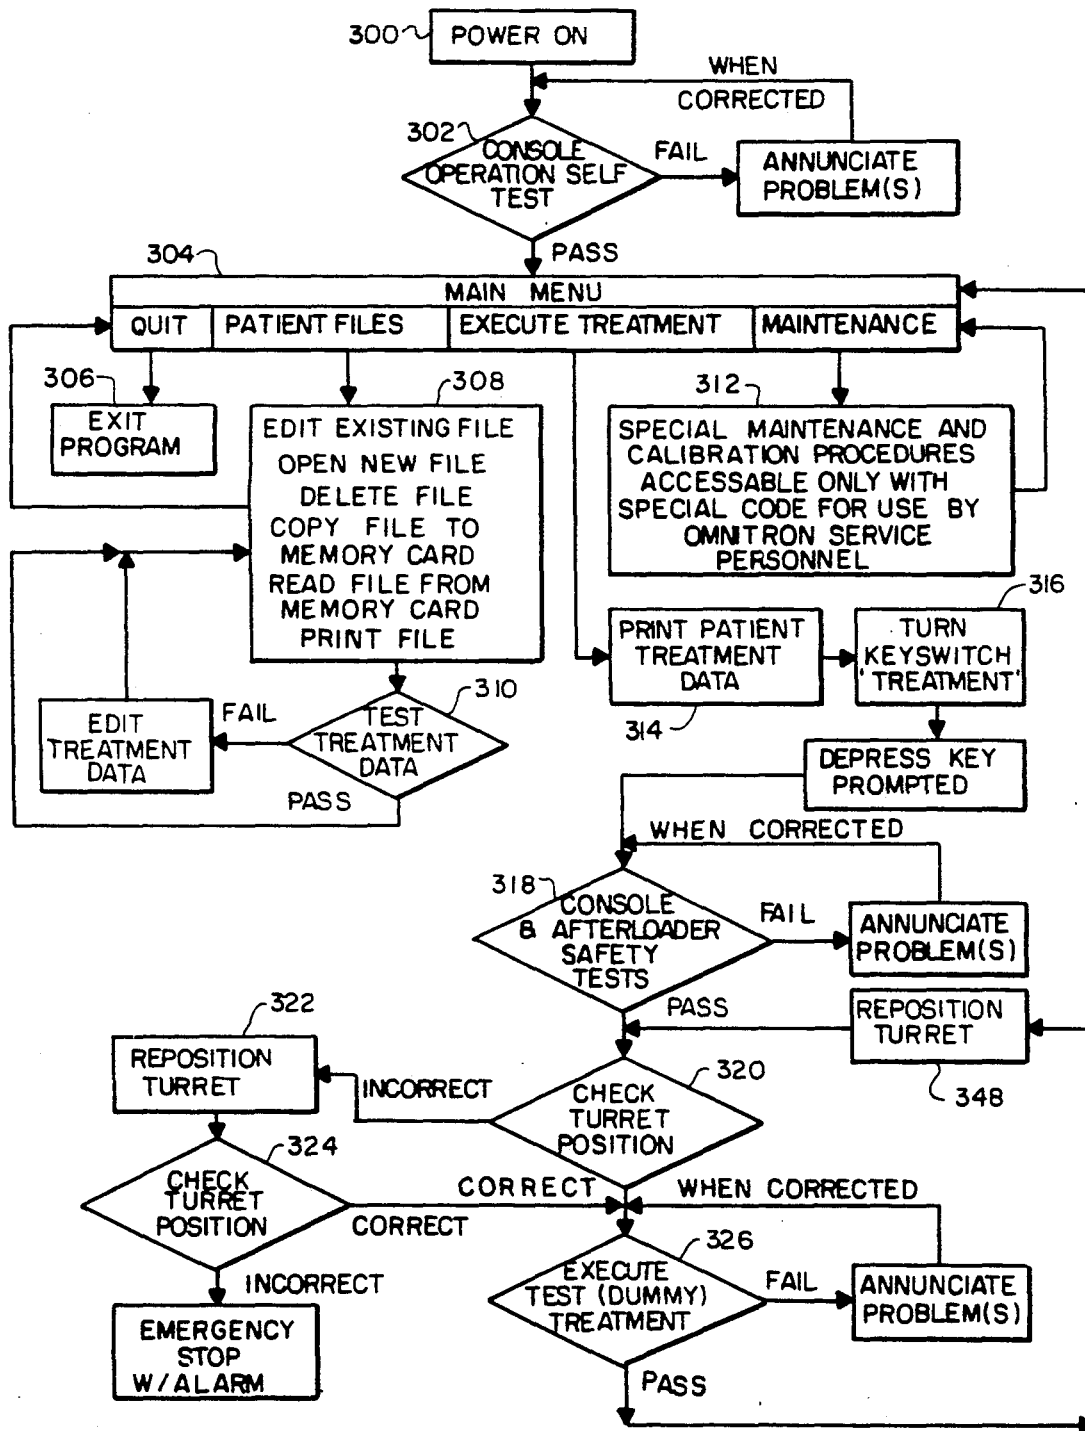 300
POWER ON
WHEN
CORRECTED
302
CONSOLE
OPERATION SELF
TEST
FAIL
ANNUNCIATE
PROBLEM(S)
PASS
304
MAIN MENU
QUIT
PATIENT FILES
EXECUTE TREATMENT
MAINTENANCE
306
EXIT
PROGRAM
308
EDIT EXISTING FILE
OPEN NEW FILE
DELETE FILE
COPY FILE TO
MEMORY CARD
READ FILE FROM
MEMORY CARD
PRINT FILE
312
SPECIAL MAINTENANCE AND
CALIBRATION PROCEDURES
ACCESSABLE ONLY WITH
SPECIAL CODE FOR USE BY
OMNITRON SERVICE
PERSONNEL
310
TEST
TREATMENT
DATA
FAIL
EDIT
TREATMENT
DATA
PASS
PRINT PATIENT
TREATMENT
DATA
314
316
TURN
KEYSWITCH
'TREATMENT'
DEPRESS KEY
PROMPTED
WHEN CORRECTED
318
CONSOLE
& AFTERLOADER
SAFETY
TESTS
FAIL
ANNUNCIATE
PROBLEM(S)
PASS
REPOSITION
TURRET
348
320
CHECK
TURRET
POSITION
INCORRECT
322
REPOSITION
TURRET
324
CHECK
TURRET
POSITION
CORRECT
CORRECT
WHEN CORRECTED
INCORRECT
EMERGENCY
STOP
W/ALARM
326
EXECUTE
TEST (DUMMY)
TREATMENT
FAIL
ANNUNCIATE
PROBLEM(S)
PASS